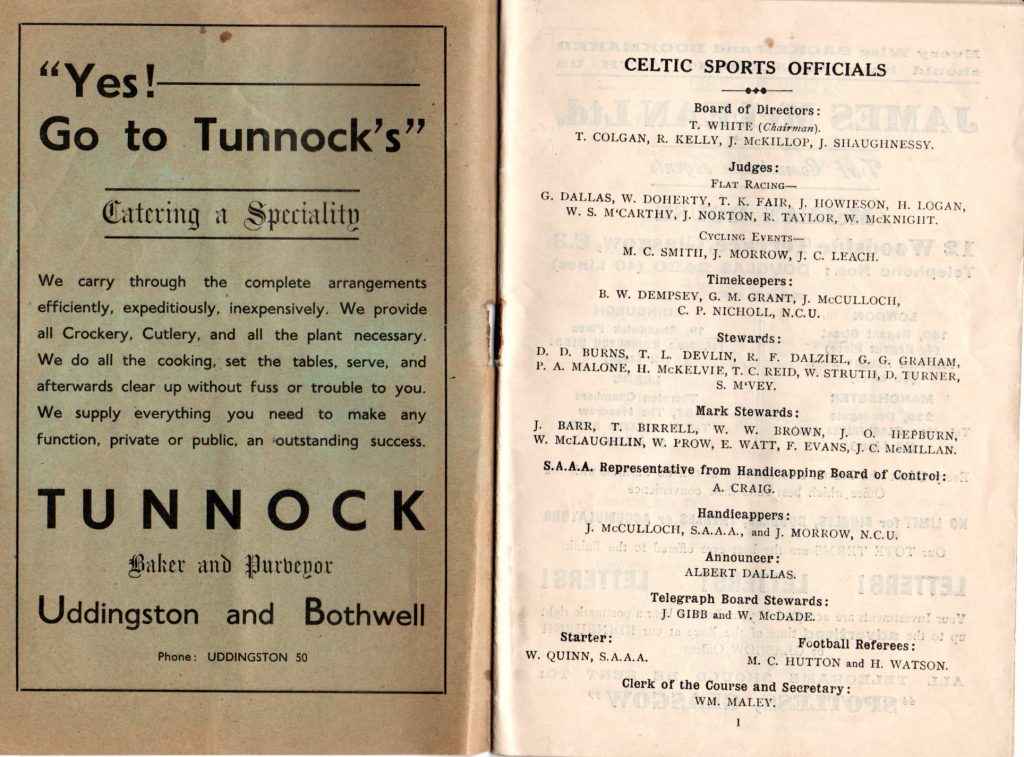 “Yes!
Go to Tunnock's”
Catering a Speciality
We carry through the complete arrangements
efficiently, expeditiously, inexpensively. We provide
all Crockery, Cutlery, and all the plant necessary.
We do all the cooking, set the tables, serve, and
afterwards clear up without fuss or trouble to you.
We supply everything you need to make any
function, private or public, an outstanding success.
TUNNOCK
Baker and Purveyor
Uddingston and Bothwell
Phone: UDDINGSTON 50
CELTIC SPORTS OFFICIALS
Board of Directors:
T. WHITE (Chairman).
T. COLGAN, R. KELLY, J. McKILLOP, J. SHAUGHNESSY.
Judges:
FLAT RACING—
G. DALLAS, W. DOHERTY, T. K. FAIR, J. HOWIESON, H. LOGAN,
W. S. M‘CARTHY, J. NORTON, R. TAYLOR, W. McKNIGHT.
CYCLING EVENTS—
M. C. SMITH, J. MORROW, J. C. LEACH.
Timekeepers:
B. W. DEMPSEY, G. M. GRANT, J. McCULLOCH,
C. P. NICHOLL, N.C.U.
Stewards:
D. D. BURNS, T. L. DEVLIN, R. F. DALZIEL, G. G. GRAHAM,
P. A. MALONE, H. McKELVIE, T. C. REID, W. STRUTH, D. TURNER,
S. M‘VEY.
Mark Stewards:
J. BARR, T. BIRRELL, W. W. BROWN, J. O. HEPBURN,
W. McLAUGHLIN, W. PROW, E. WATT, F. EVANS, J. C. McMILLAN.
S.A.A.A. Representative from Handicapping Board of Control:
A. CRAIG.
Handicappers:
J. McCULLOCH, S.A.A.A., and J. MORROW, N.C.U.
Announcer:
ALBERT DALLAS.
Telegraph Board Stewards:
J. GIBB and W. McDADE.
Starter:
W. QUINN, S.A.A.A.
Football Referees:
M. C. HUTTON and H. WATSON.
Clerk of the Course and Secretary:
WM. MALEY.
1